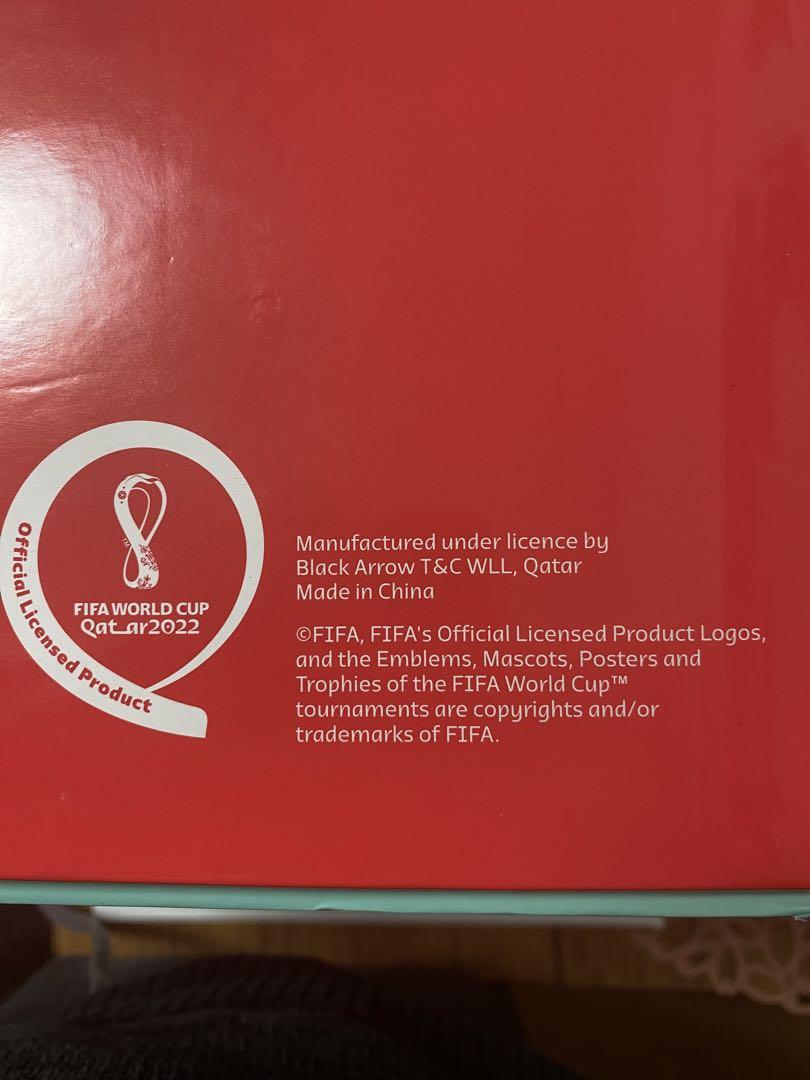 Official Licensed Product
FIFA WORLD CUP
Qatar2022
TM
Manufactured under licence by
Black Arrow T&C WLL, Qatar
Made in China
©FIFA, FIFA's Official Licensed Product Logos,
and the Emblems, Mascots, Posters and
Trophies of the FIFA World Cup™
tournaments are copyrights and/or
trademarks of FIFA.